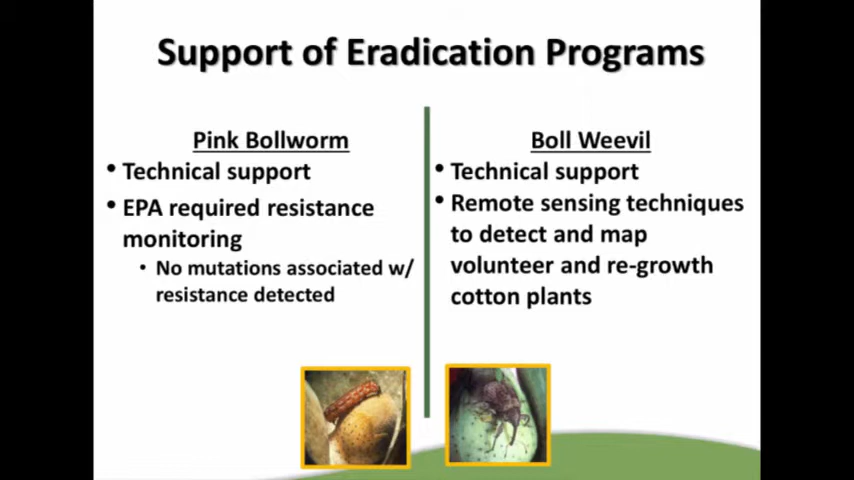 Support of Eradication Programs
Pink Bollworm
• Technical support
• EPA required resistance
monitoring
• No mutations associated w/
resistance detected
Boll Weevil
• Technical support
• Remote sensing techniques
to detect and map
volunteer and re-growth
cotton plants